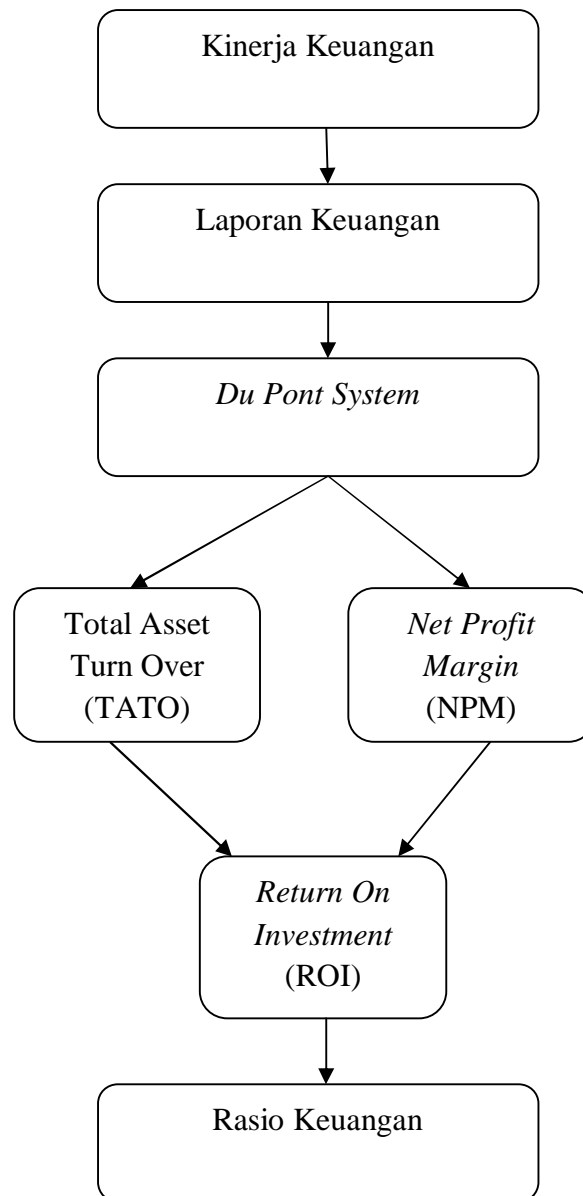 Kinerja Keuangan
Laporan Keuangan
Du Pont System
Total Asset
Turn Over
(TATO)
Net Profit
Margin
(NPM)
Return On
Investment
(ROI)
Rasio Keuangan